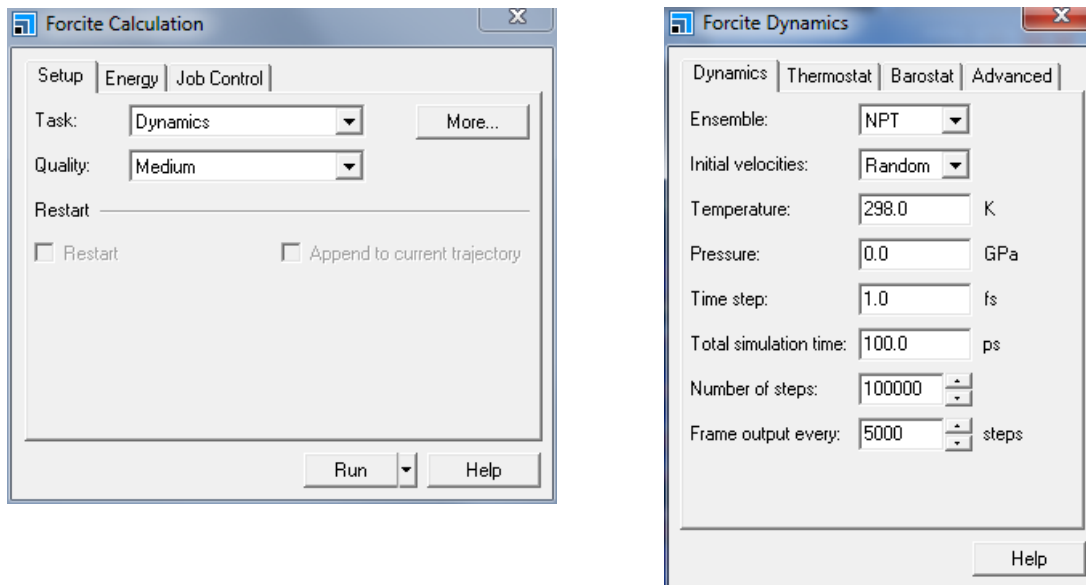 Forcite Calculation
X
Setup Energy Job Control
Task: Dynamics More...
Quality: Medium
Restart
Restart Append to current trajectory
Run Help
Forcite Dynamics
X
Dynamics Thermostat Barostat Advanced
Ensemble: NPT
Initial velocities: Random
Temperature: 298.0 K
Pressure: 0.0 GPa
Time step: 1.0 fs
Total simulation time: 100.0 ps
Number of steps: 100000
Frame output every: 5000 steps
Help